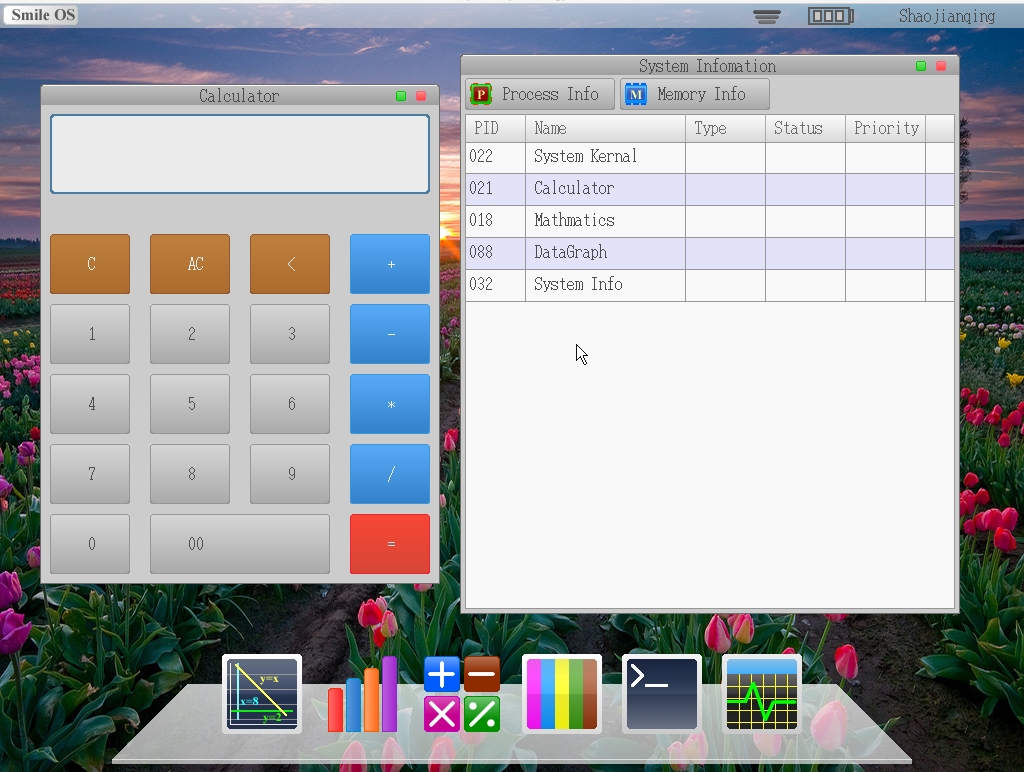 Smile OS
Shaojianqing
Calculator
C AC < +
1 2 3 -
4 5 6 *
7 8 9 /
0 00 =
System Infomation
P Process Info M Memory Info
PID Name Type Status Priority
022 System Kernal
021 Calculator
018 Mathmatics
088 DataGraph
032 System Info
y=x
x=8
y=2
>_